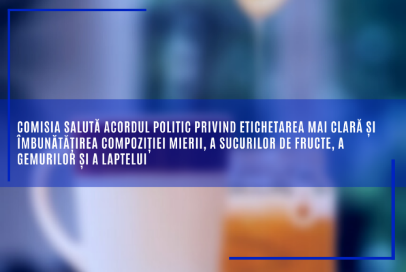 COMISIA SALUTĂ ACORDUL POLITIC PRIVIND ETICHETAREA MAI CLARĂ ȘI
ÎMBUNĂTĂȚIREA COMPOZIȚIEI MIERII, A SUCURILOR DE FRUCTE, A
GEMURILOR ȘI A LAPTELUI